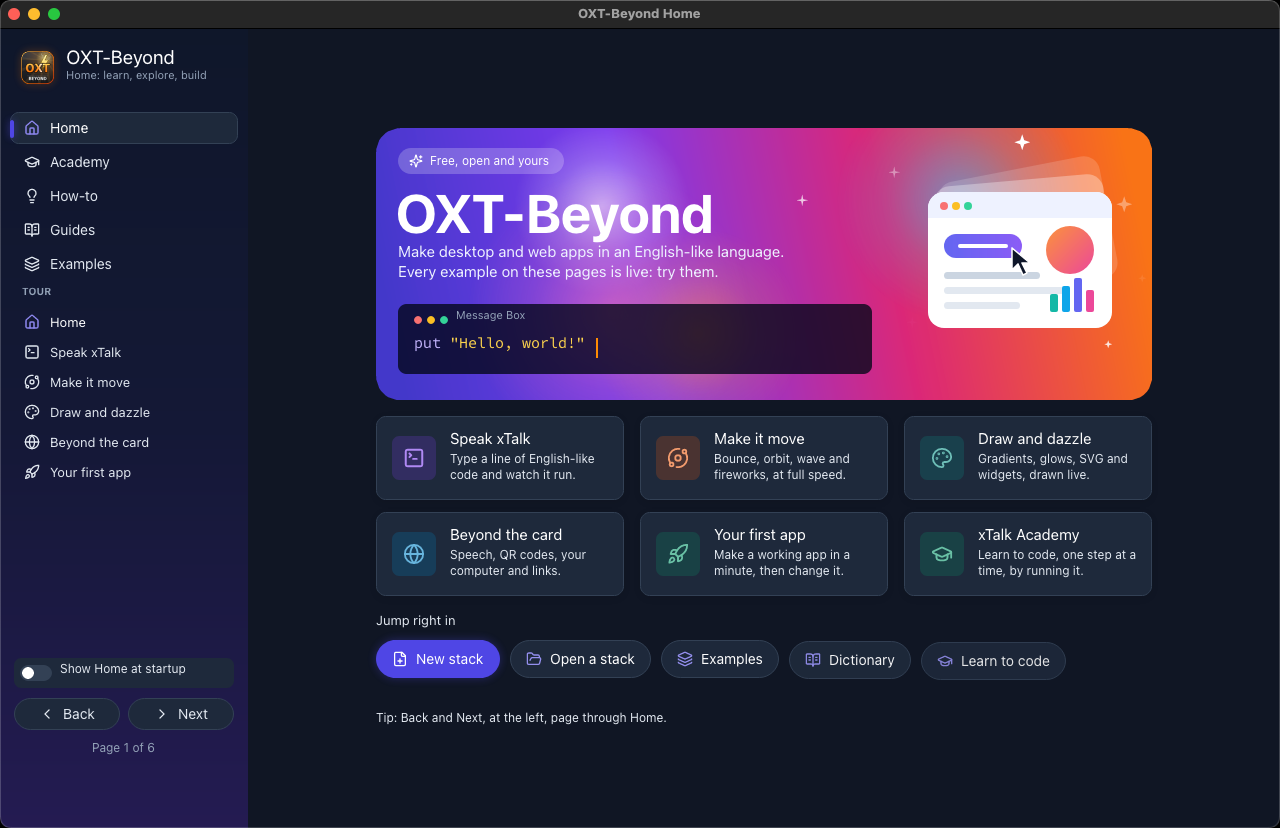 OXT-Beyond Home
OXT
BEYOND
OXT-Beyond
Home: learn, explore, build
Home
Academy
How-to
Guides
Examples
TOUR
Home
Speak xTalk
Make it move
Draw and dazzle
Beyond the card
Your first app
Show Home at startup
Back
Next
Page 1 of 6
Free, open and yours
OXT-Beyond
Make desktop and web apps in an English-like language.
Every example on these pages is live: try them.
Message Box
put "Hello, world!"
Speak xTalk
Type a line of English-like
code and watch it run.
Make it move
Bounce, orbit, wave and
fireworks, at full speed.
Draw and dazzle
Gradients, glows, SVG and
widgets, drawn live.
Beyond the card
Speech, QR codes, your
computer and links.
Your first app
Make a working app in a
minute, then change it.
xTalk Academy
Learn to code, one step at a
time, by running it.
Jump right in
New stack
Open a stack
Examples
Dictionary
Learn to code
Tip: Back and Next, at the left, page through Home.